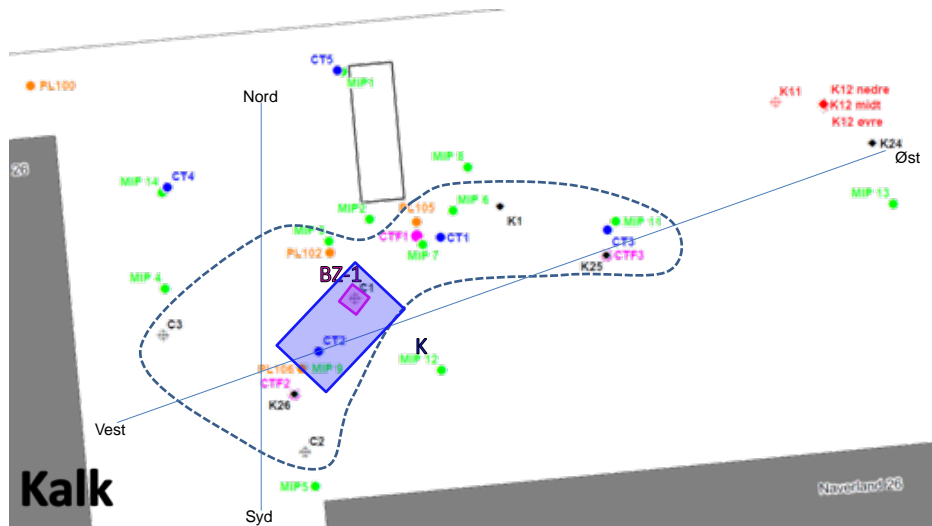 CT5
MIP1
PL100
Nord
K11
K12 nedre
K12 midt
K12 øvre
K24
Øst
26
MIP 14
CT4
MIP 8
MIP 13
MIP2
PL105
MIP 6
K1
MIP 11
CTF1
CT1
CT3
MIP 3
PL102
MIP 7
CTF3
K25
BZ-1
MIP 4
C1
C3
CT2
K
MIP 12
PL106
MIP 9
CTF2
K26
Vest
C2
Kalk
MIP5
Naverland 26
Syd